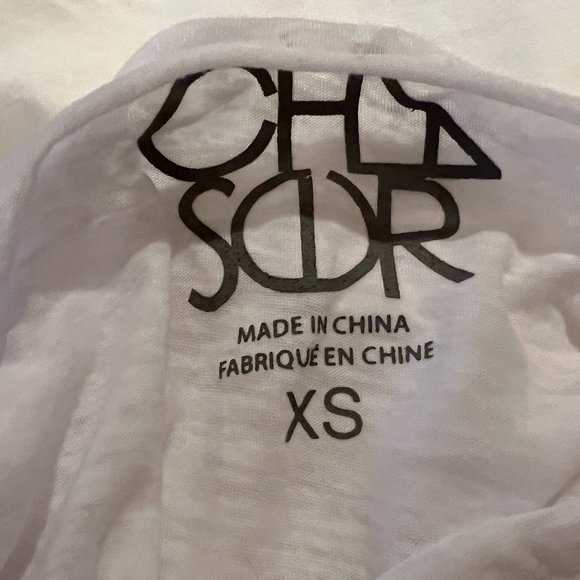 CHA
SER
MADE IN CHINA
FABRIQUÉ EN CHINE
XS